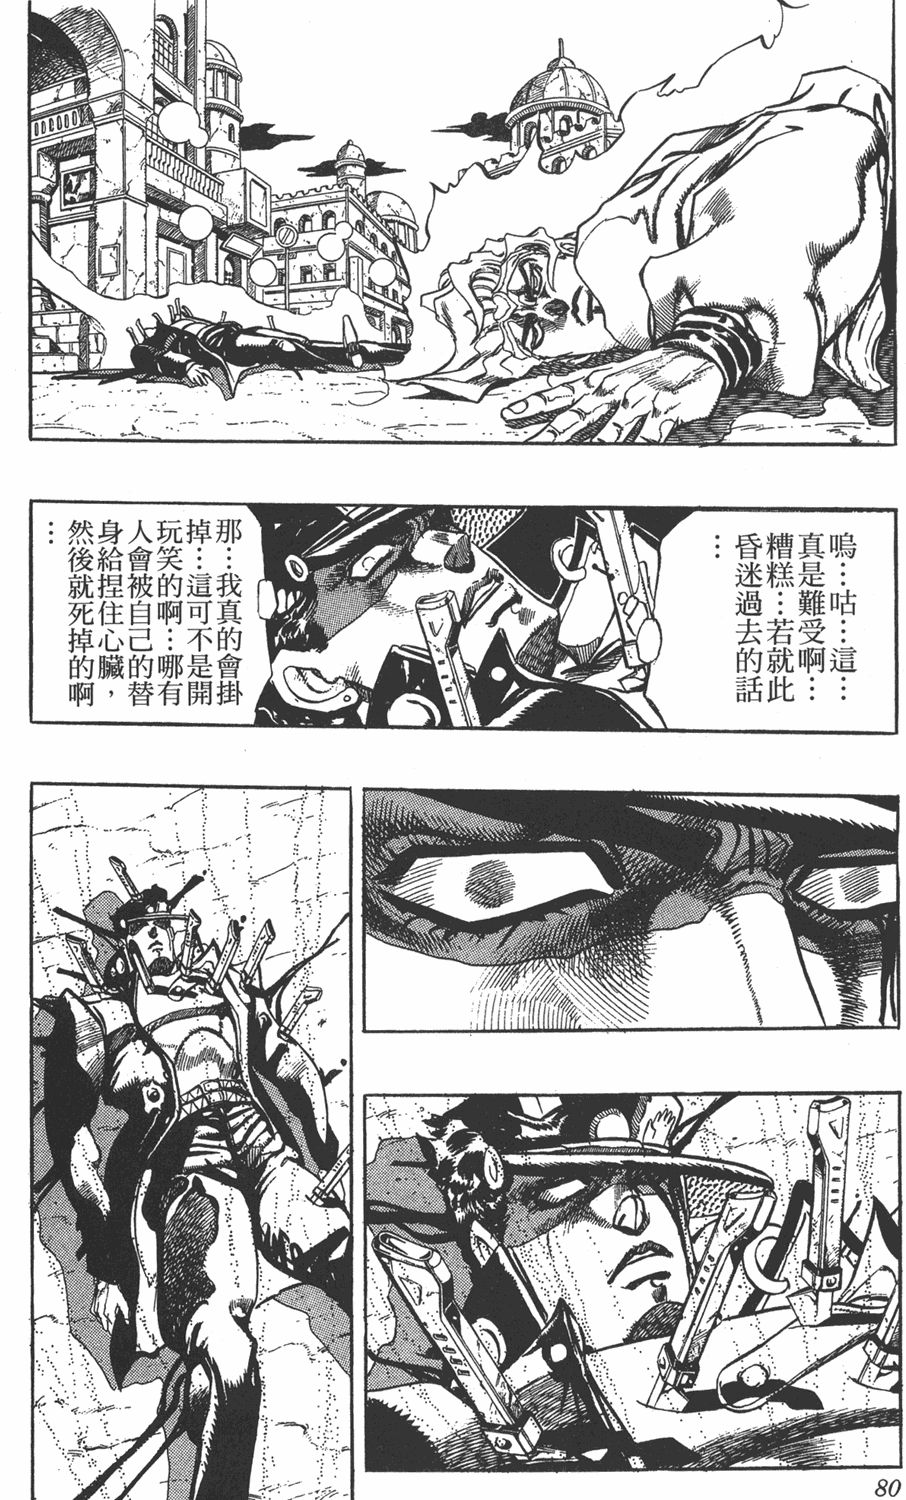 嗚…咕…這…
真是難受啊…
糟糕…若就此
昏迷過去的話
…
那…我真的會掛
掉…這可不是開
玩笑的啊…哪有
人會被自己的替
身給捏住心臟，
然後就死掉的啊
…
80